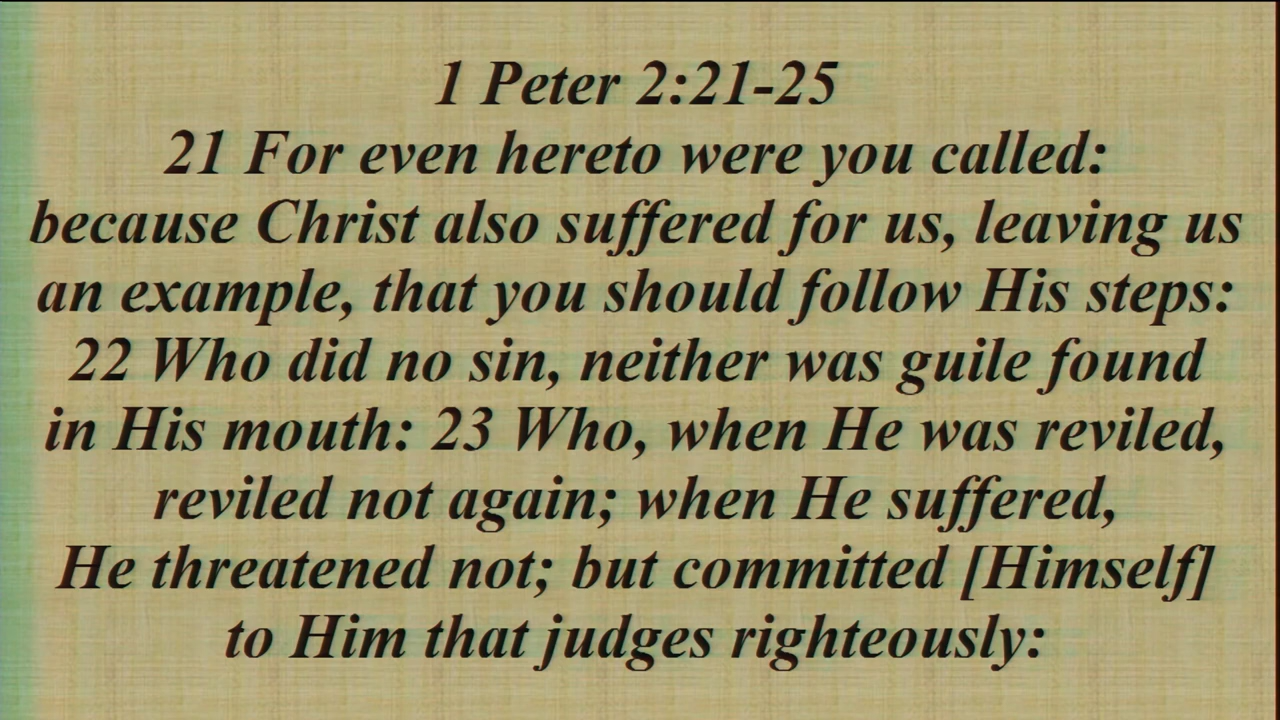 1 Peter 2:21-25
21 For even hereto were you called:
because Christ also suffered for us, leaving us
an example, that you should follow His steps:
22 Who did no sin, neither was guile found
in His mouth: 23 Who, when He was reviled,
reviled not again; when He suffered,
He threatened not; but committed [Himself]
to Him that judges righteously: